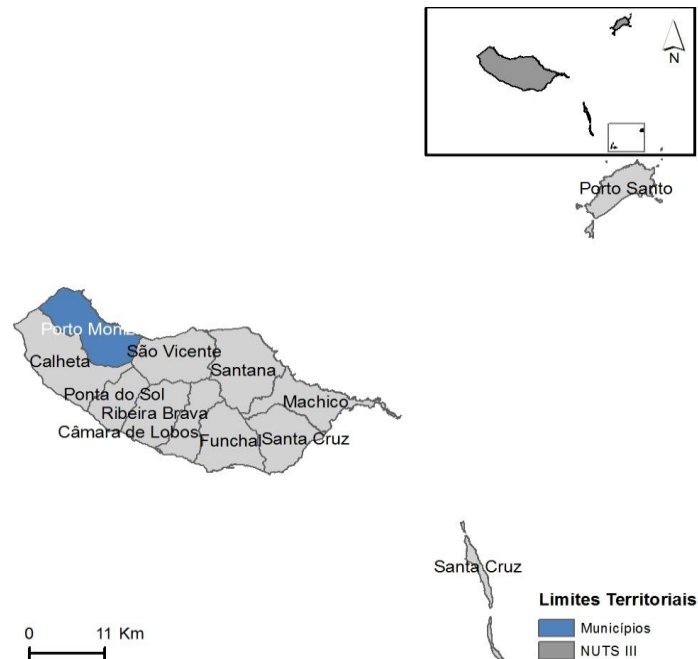 N
Porto Santo
Porto Moniz
São Vicente
Calheta
Santana
Ponta do Sol
Machico
Ribeira Brava
Câmara de Lobos
Funchal
Santa Cruz
Santa Cruz
Limites Territoriais
Municípios
NUTS III
0 11 Km